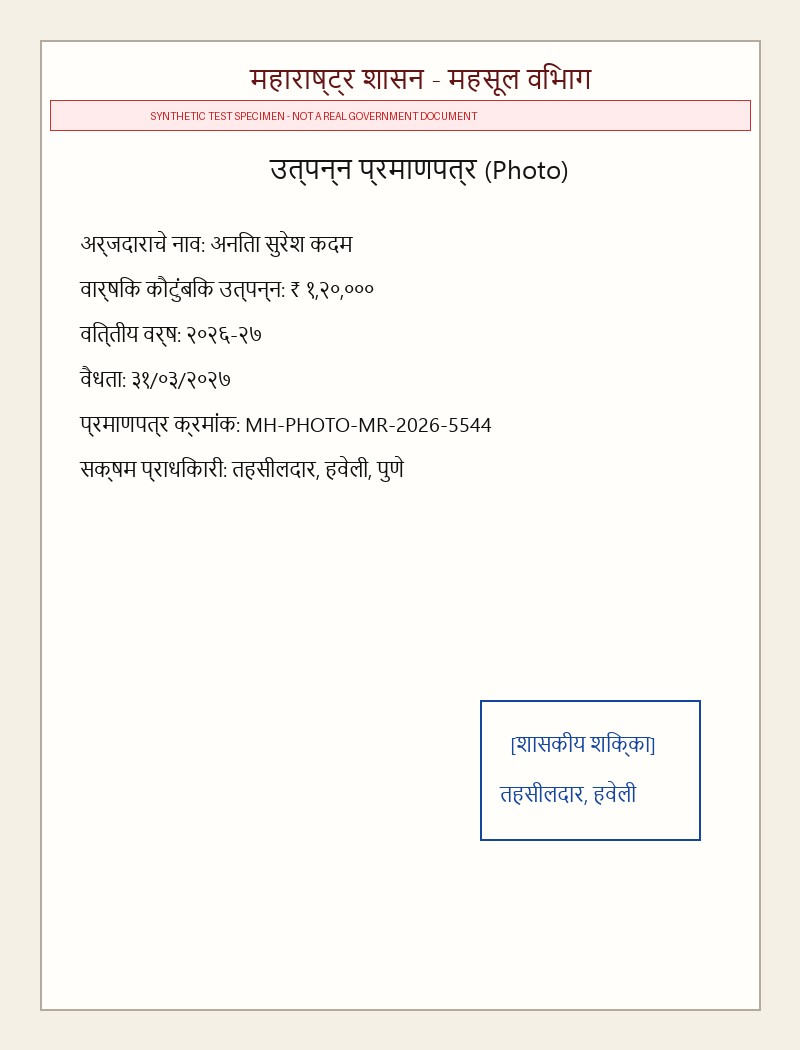 महाराष्ट्र शासन - महसूल विभाग
SYNTHETIC TEST SPECIMEN - NOT A REAL GOVERNMENT DOCUMENT
उत्पन्न प्रमाणपत्र (Photo)
अर्जदाराचे नाव: अनिता सुरेश कदम
वार्षिक कौटुंबिक उत्पन्न: ₹ १,२०,०००
वित्तीय वर्ष: २०२६-२७
वैधता: ३१/०३/२०२७
प्रमाणपत्र क्रमांक: MH-PHOTO-MR-2026-5544
सक्षम प्राधिकारी: तहसीलदार, हवेली, पुणे
[शासकीय शिक्का]
तहसीलदार, हवेली